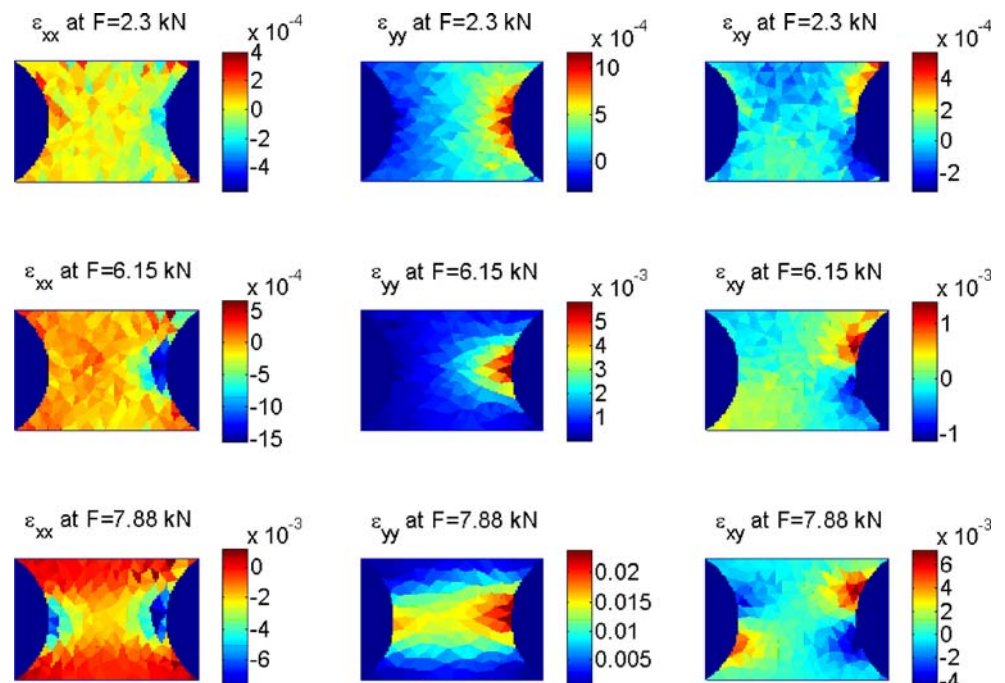 εxx at F=2.3 kN
x 10-4
4
2
0
-2
-4
εyy at F=2.3 kN
x 10-4
10
5
0
εxy at F=2.3 kN
x 10-4
4
2
0
-2
εxx at F=6.15 kN
x 10-4
5
0
-5
-10
-15
εyy at F=6.15 kN
x 10-3
5
4
3
2
1
εxy at F=6.15 kN
x 10-3
1
0
-1
εxx at F=7.88 kN
x 10-3
0
-2
-4
-6
εyy at F=7.88 kN
0.02
0.015
0.01
0.005
εxy at F=7.88 kN
x 10-3
6
4
2
0
-2
-4